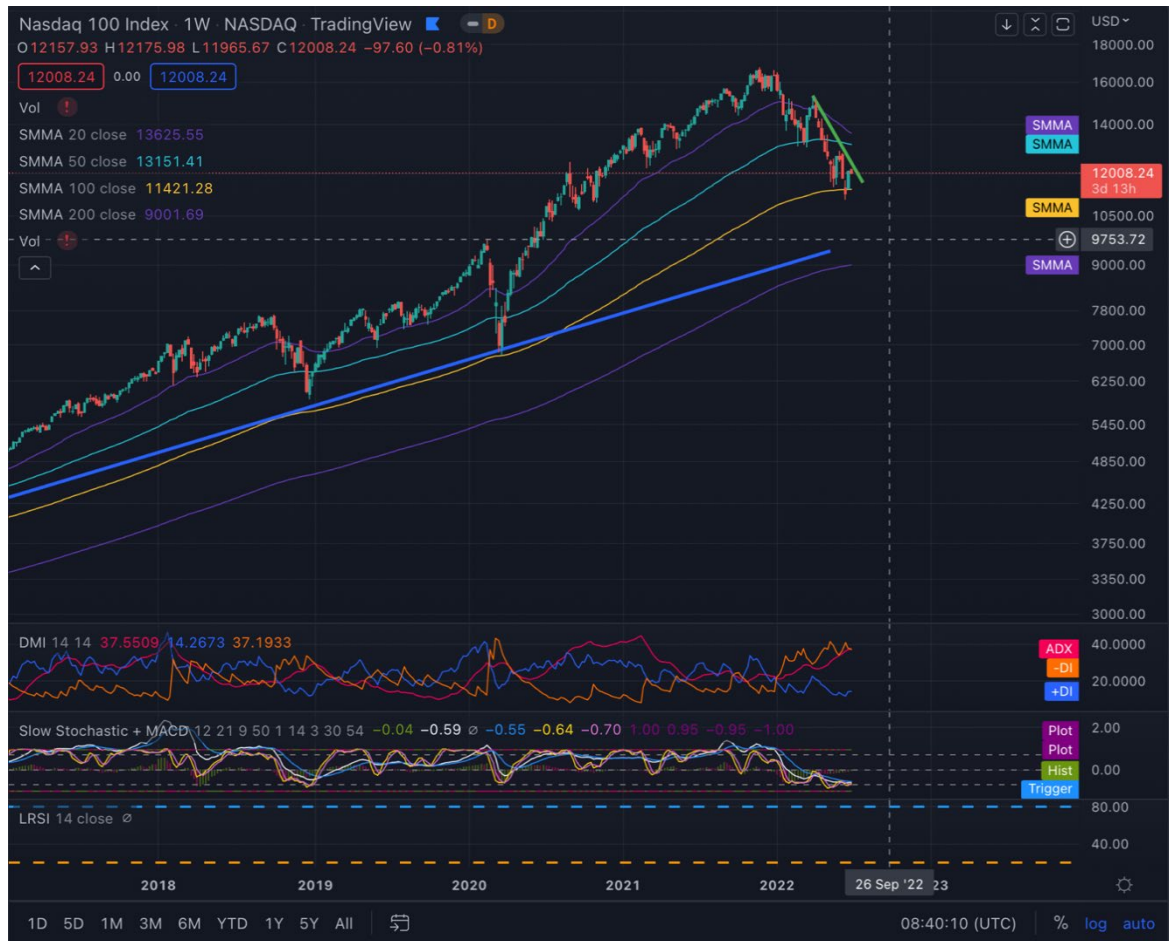 Nasdaq 100 Index · 1W · NASDAQ · TradingView D
O12157.93 H12175.98 L11965.67 C12008.24 −97.60 (−0.81%)
12008.24 0.00 12008.24
Vol
SMMA 20 close 13625.55
SMMA 50 close 13151.41
SMMA 100 close 11421.28
SMMA 200 close 9001.69
Vol
USD
18000.00
16000.00
14000.00
SMMA
SMMA
12008.24
3d 13h
SMMA
10500.00
9753.72
SMMA
9000.00
7800.00
7000.00
6250.00
5450.00
4850.00
4250.00
3750.00
3350.00
3000.00
DMI 14 14 37.5509 14.2673 37.1933
40.0000
ADX
-DI
20.0000
+DI
Slow Stochastic + MACD 12 21 9 50 1 14 3 30 54 −0.04 −0.59 ∅ −0.55 −0.64 −0.70 1.00 0.95 −0.95 −1.00
Plot
2.00
Plot
Hist
0.00
Trigger
LRSI 14 close ∅
80.00
40.00
2018 2019 2020 2021 2022 26 Sep '22 23
1D 5D 1M 3M 6M YTD 1Y 5Y All 08:40:10 (UTC) % log auto